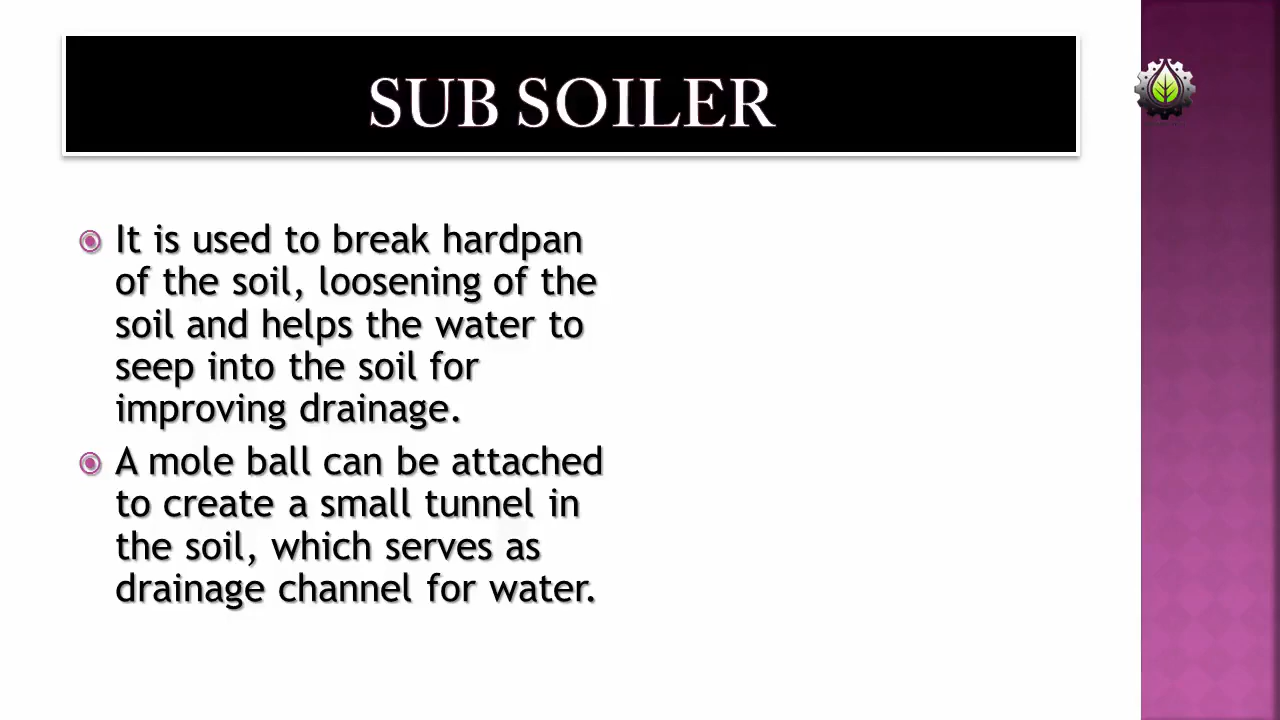 SUB SOILER
It is used to break hardpan
of the soil, loosening of the
soil and helps the water to
seep into the soil for
improving drainage.
A mole ball can be attached
to create a small tunnel in
the soil, which serves as
drainage channel for water.